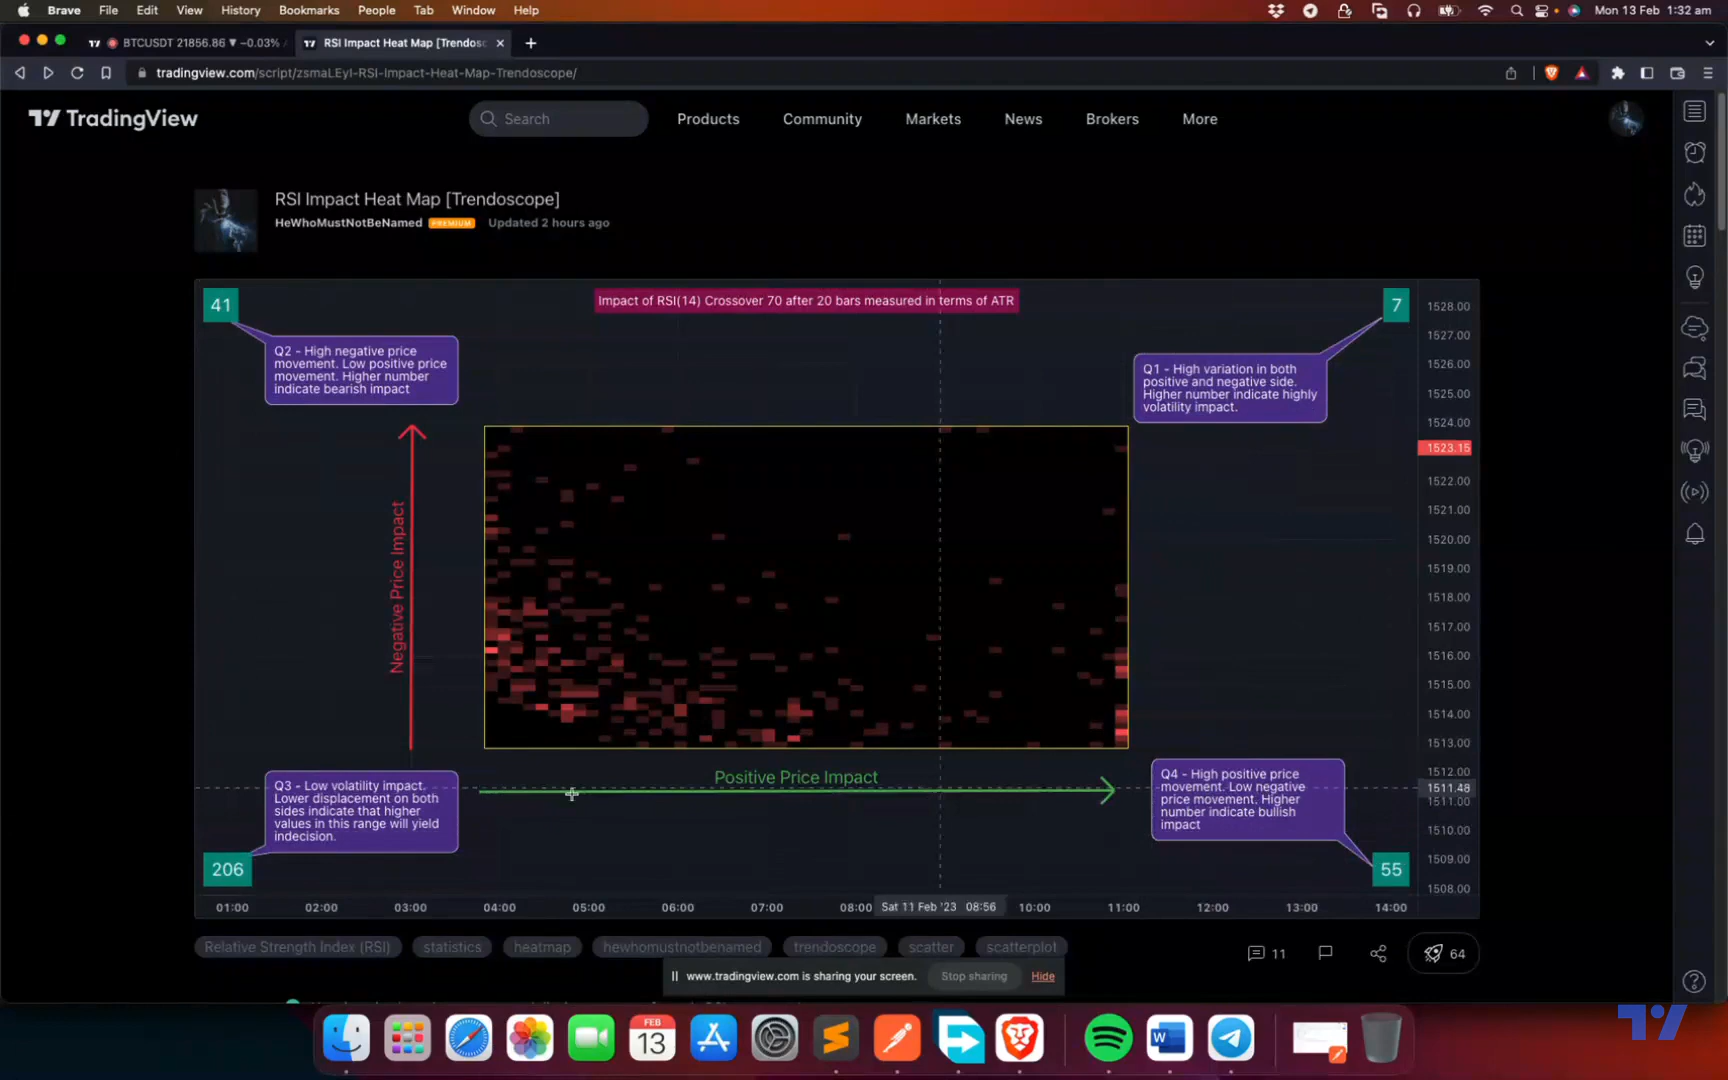 Brave File Edit View History Bookmarks People Tab Window Help Mon 13 Feb 1:32 am
BTCUSDT 21856.86 ▼ −0.03%
RSI Impact Heat Map [Trendosc
tradingview.com/script/zsmaLEyI-RSI-Impact-Heat-Map-Trendoscope/
TradingView
Search
Products Community Markets News Brokers More
RSI Impact Heat Map [Trendoscope]
HeWhoMustNotBeNamed PREMIUM Updated 2 hours ago
41
Impact of RSI(14) Crossover 70 after 20 bars measured in terms of ATR
7
Q2 - High negative price
movement. Low positive price
movement. Higher number
indicate bearish impact
Q1 - High variation in both
positive and negative side.
Higher number indicate highly
volatility impact.
Negative Price Impact
Positive Price Impact
Q3 - Low volatility impact.
Lower displacement on both
sides indicate that higher
values in this range will yield
indecision.
Q4 - High positive price
movement. Low negative
price movement. Higher
number indicate bullish
impact
206
55
1528.00
1527.00
1526.00
1525.00
1524.00
1523.15
1522.00
1521.00
1520.00
1519.00
1518.00
1517.00
1516.00
1515.00
1514.00
1513.00
1512.00
1511.48
1511.00
1510.00
1509.00
1508.00
01:00 02:00 03:00 04:00 05:00 06:00 07:00 08:00 Sat 11 Feb '23 08:56 10:00 11:00 12:00 13:00 14:00
Relative Strength Index (RSI) statistics heatmap hewhomustnotbenamed trendoscope scatter scatterplot
11
64
www.tradingview.com is sharing your screen. Stop sharing Hide
FEB
13